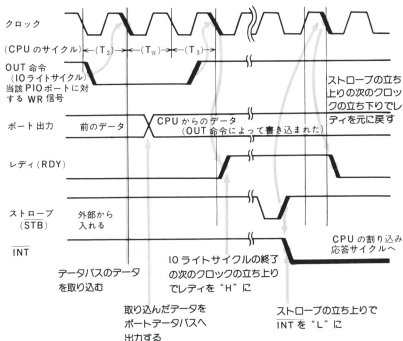 クロック
(CPUのサイクル)
(T₂)
(Tω)
(T₃)
OUT 命令
(IOライトサイクル)
当該PIOポートに対
する WR 信号
ストローブの立ち
上りの次のクロッ
クの立ち下りでレ
ディを元に戻す
ポート出力
前のデータ
CPU からのデータ
(OUT 命令によって書き込まれた)
レディ (RDY)
ストローブ
(STB)
外部から
入れる
INT
CPU の割り込み
応答サイクルへ
データバスのデータ
を取り込む
IO ライトサイクルの終了
の次のクロックの立ち上り
でレディを “H” に
取り込んだデータを
ポートデータバスへ
出力する
ストローブの立ち上りで
INT を “L” に